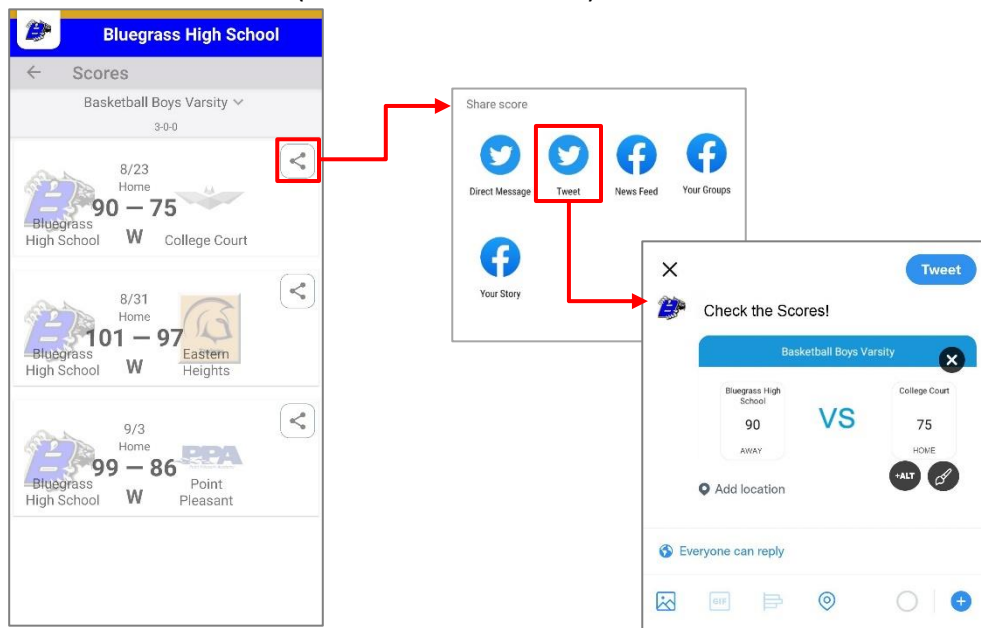 Bluegrass High School
Scores
Basketball Boys Varsity
3-0-0
8/23
Home
90 – 75
Bluegrass
High School W College Court
8/31
Home
101 – 97
Bluegrass Eastern
High School W Heights
9/3
Home
PPA
99 – 86
Bluegrass Point
High School W Pleasant
Share score
Direct Message Tweet News Feed Your Groups
Your Story
Tweet
Check the Scores!
Basketball Boys Varsity
Bluegrass High College Court
School
90 VS 75
AWAY HOME
+ALT
Add location
Everyone can reply
GIF